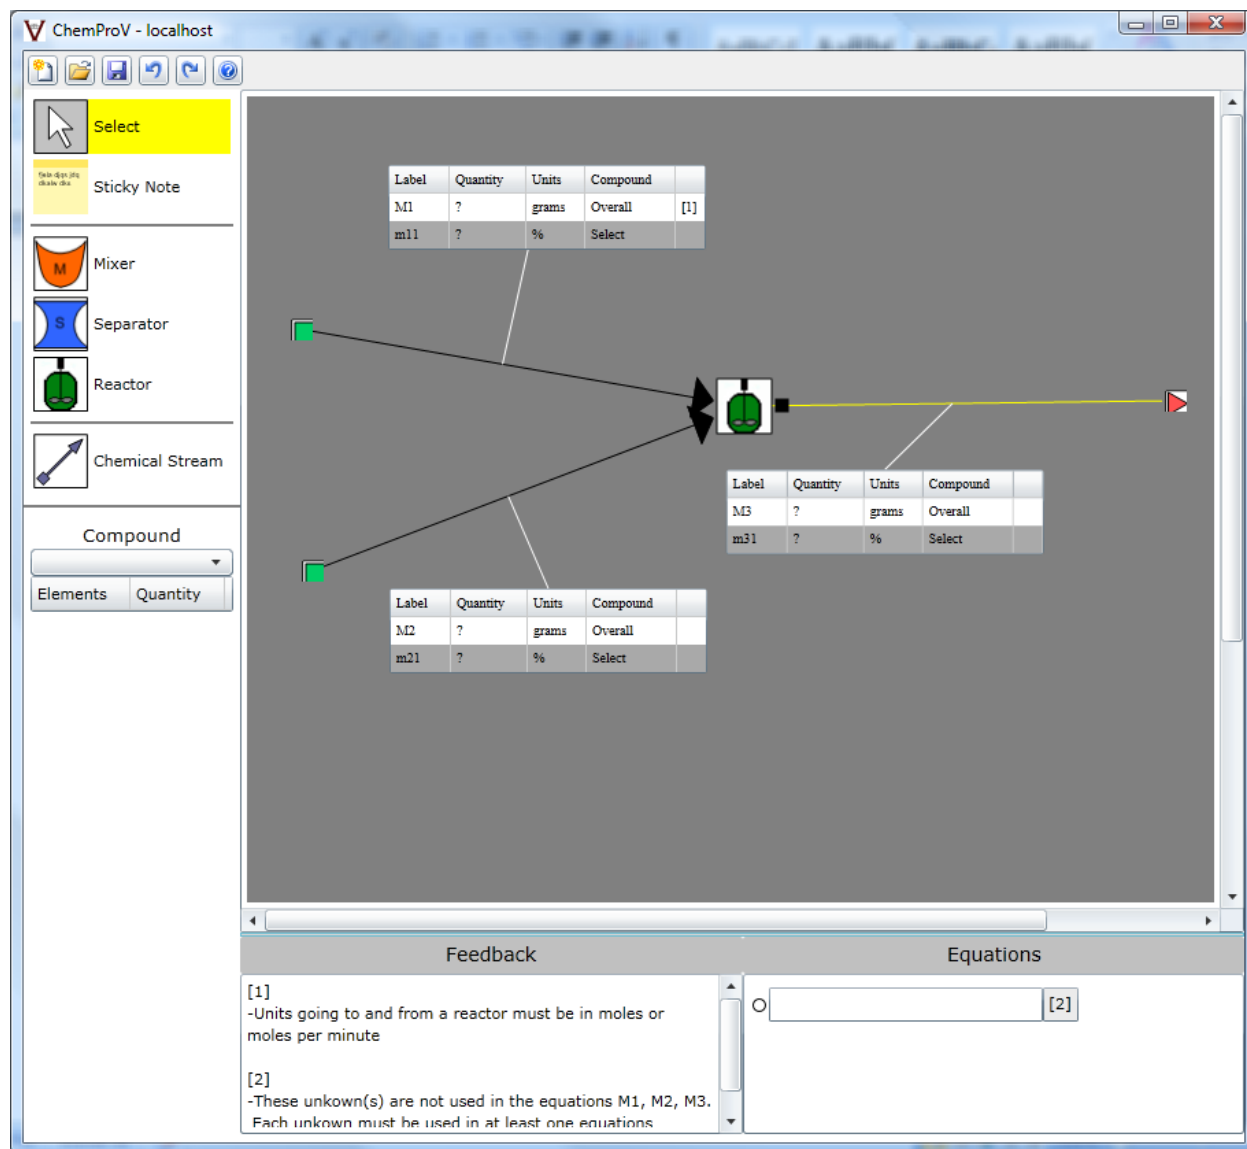 ChemProV - localhost
Select
Sticky Note
M
Mixer
S
Separator
Reactor
Chemical Stream
Compound
Elements Quantity
Label Quantity Units Compound
M1 ? grams Overall [1]
m11 ? % Select
Label Quantity Units Compound
M3 ? grams Overall
m31 ? % Select
Label Quantity Units Compound
M2 ? grams Overall
m21 ? % Select
Feedback
[1]
-Units going to and from a reactor must be in moles or
moles per minute
[2]
-These unkown(s) are not used in the equations M1, M2, M3.
Each unkown must be used in at least one equations
Equations
[2]